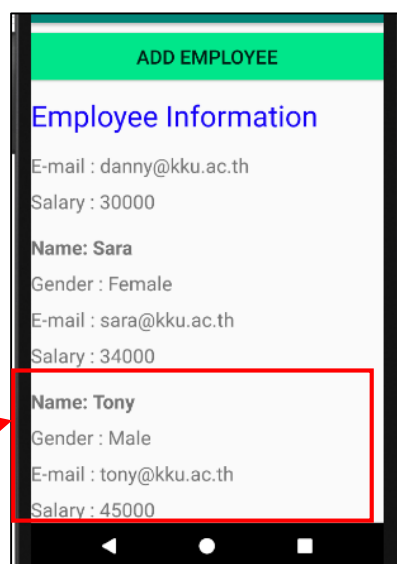 ADD EMPLOYEE
Employee Information
E-mail : danny@kku.ac.th
Salary : 30000
Name: Sara
Gender : Female
E-mail : sara@kku.ac.th
Salary : 34000
Name: Tony
Gender : Male
E-mail : tony@kku.ac.th
Salary : 45000